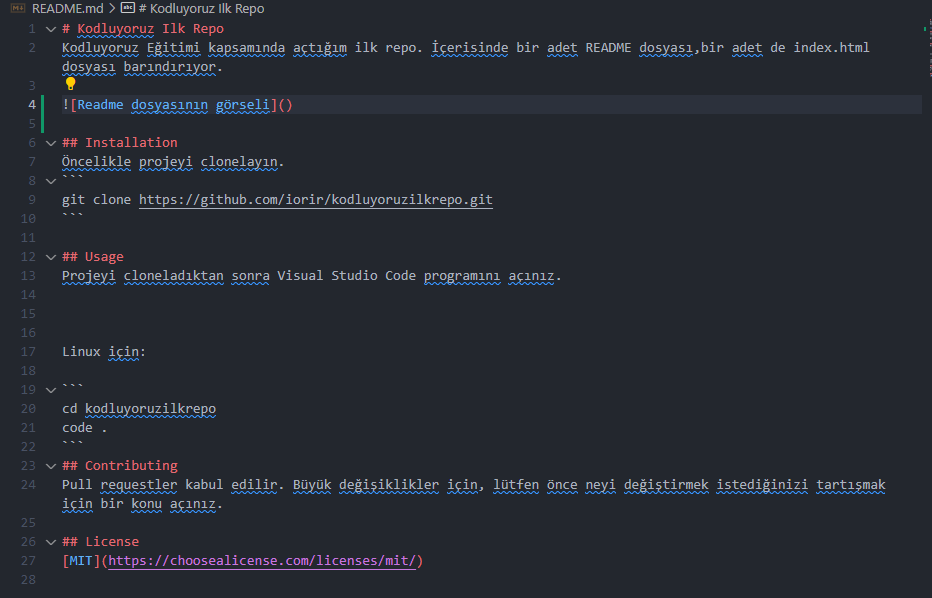 README.md > # Kodluyoruz Ilk Repo
1 # Kodluyoruz Ilk Repo
2 Kodluyoruz Eğitimi kapsamında açtığım ilk repo. İçerisinde bir adet README dosyası,bir adet de index.html
dosyası barındırıyor.
3
4 ![Readme dosyasının görseli]()
5
6 ## Installation
7 Öncelikle projeyi clonelayın.
8 ```
9 git clone https://github.com/iorir/kodluyoruzilkrepo.git
10 ```
11
12 ## Usage
13 Projeyi cloneladıktan sonra Visual Studio Code programını açınız.
14
15
16
17 Linux için:
18
19 ```
20 cd kodluyoruzilkrepo
21 code .
22 ```
23 ## Contributing
24 Pull requestler kabul edilir. Büyük değişiklikler için, lütfen önce neyi değiştirmek istediğinizi tartışmak
için bir konu açınız.
25
26 ## License
27 [MIT](https://choosealicense.com/licenses/mit/)
28